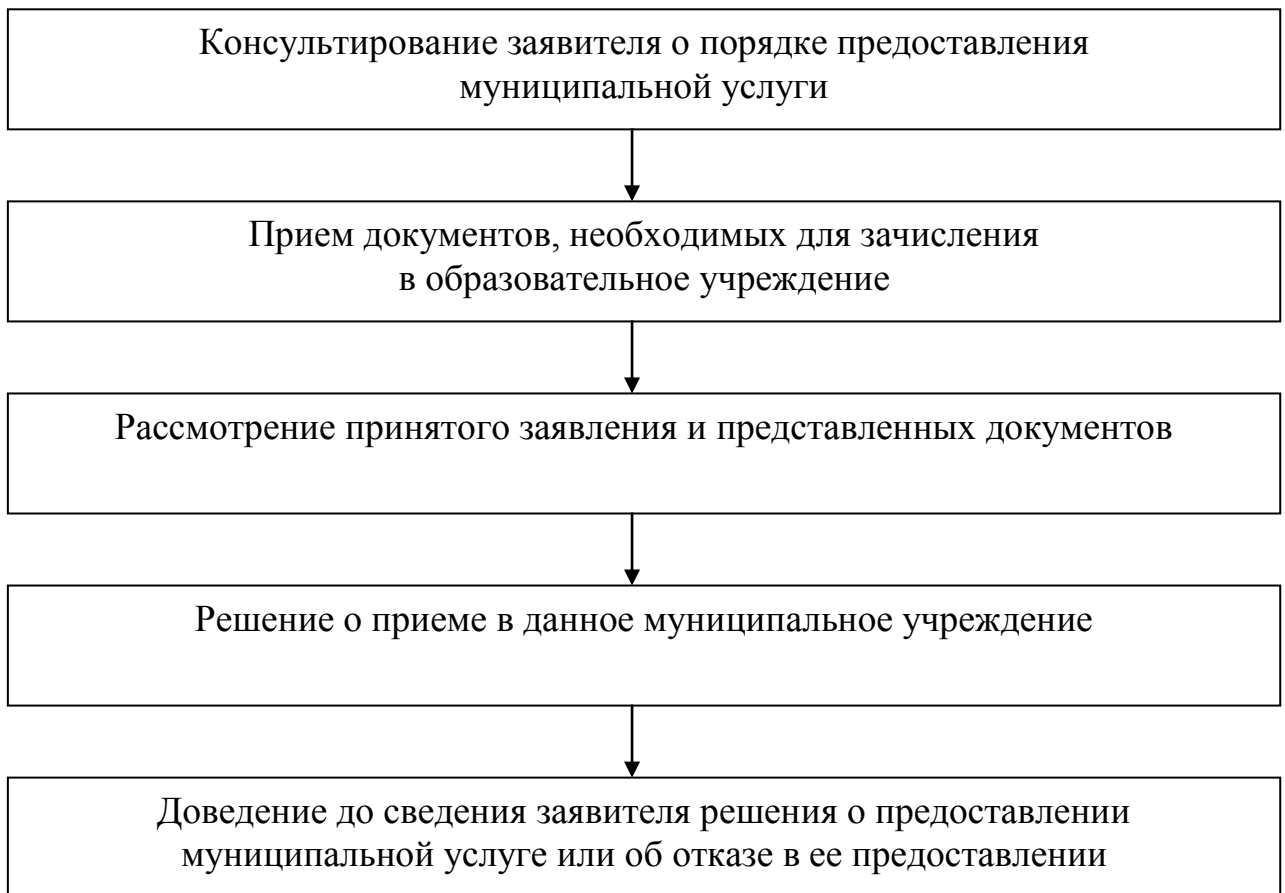 Консультирование заявителя о порядке предоставления
муниципальной услуги
Прием документов, необходимых для зачисления
в образовательное учреждение
Рассмотрение принятого заявления и представленных документов
Решение о приеме в данное муниципальное учреждение
Доведение до сведения заявителя решения о предоставлении
муниципальной услуге или об отказе в ее предоставлении